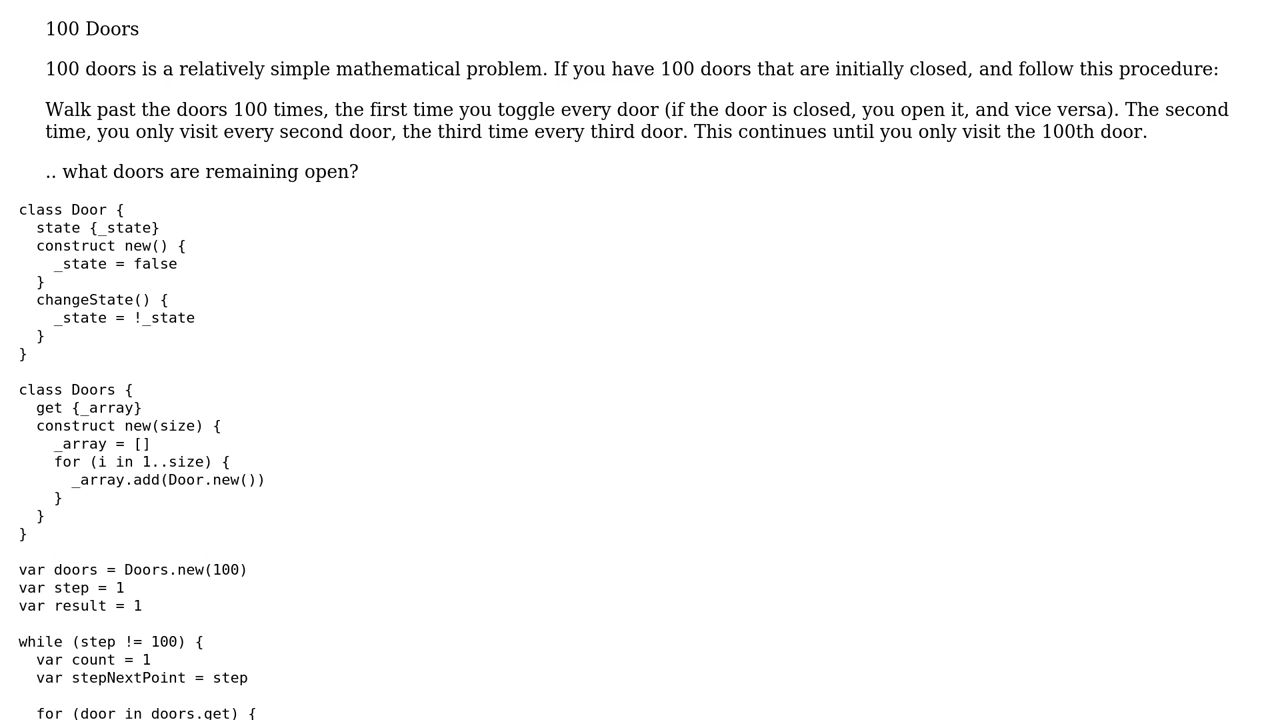 100 Doors
100 doors is a relatively simple mathematical problem. If you have 100 doors that are initially closed, and follow this procedure:
Walk past the doors 100 times, the first time you toggle every door (if the door is closed, you open it, and vice versa). The second
time, you only visit every second door, the third time every third door. This continues until you only visit the 100th door.
.. what doors are remaining open?
class Door {
  state {_state}
  construct new() {
    _state = false
  }
  changeState() {
    _state = !_state
  }
}

class Doors {
  get {_array}
  construct new(size) {
    _array = []
    for (i in 1..size) {
      _array.add(Door.new())
    }
  }
}

var doors = Doors.new(100)
var step = 1
var result = 1

while (step != 100) {
  var count = 1
  var stepNextPoint = step

  for (door in doors.get) {